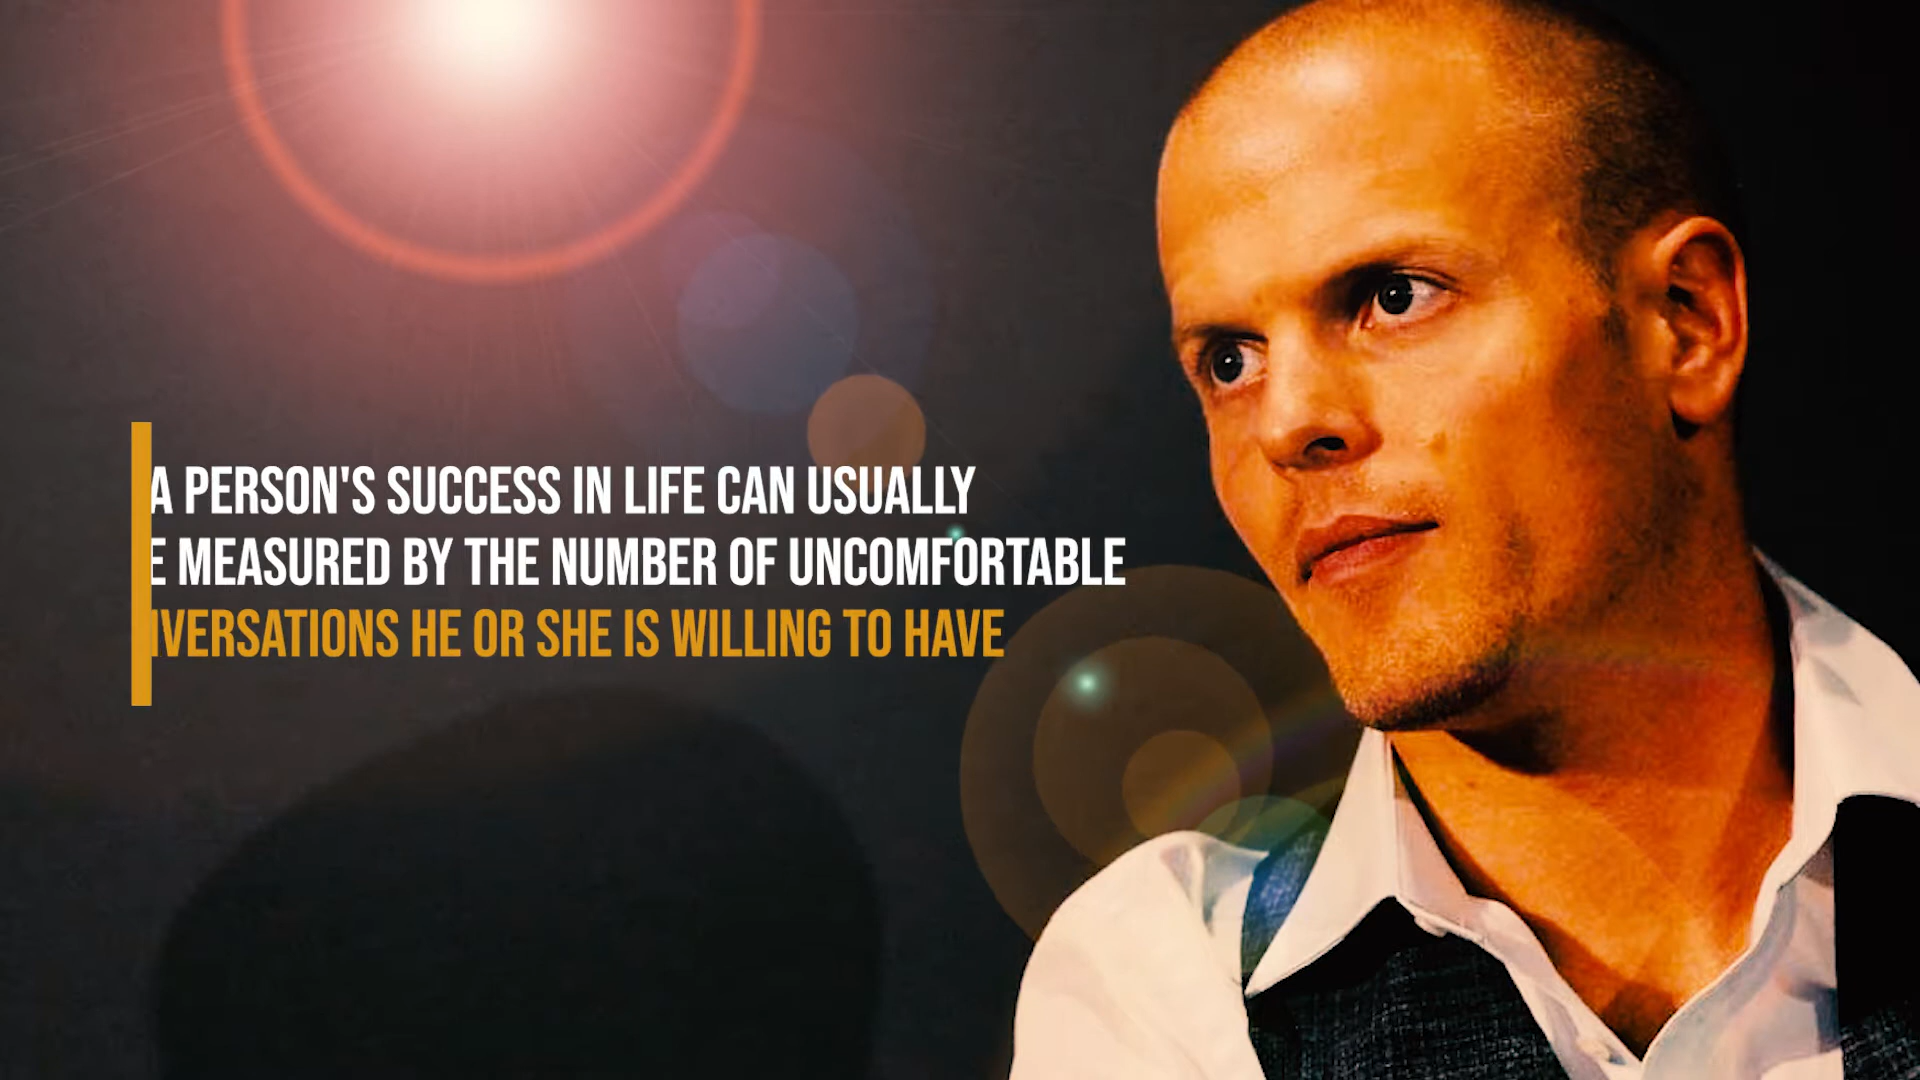 A PERSON'S SUCCESS IN LIFE CAN USUALLY
E MEASURED BY THE NUMBER OF UNCOMFORTABLE
VERSATIONS HE OR SHE IS WILLING TO HAVE